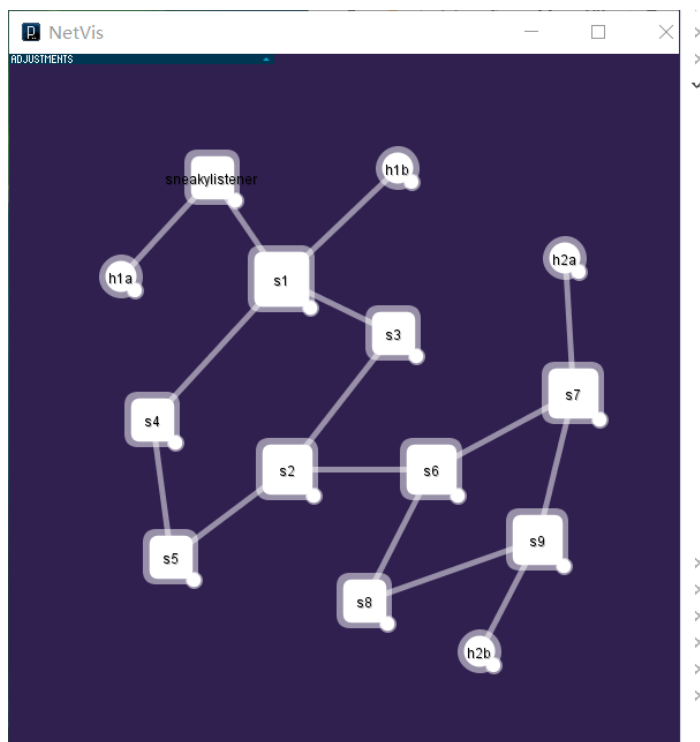 NetVis
ADJUSTMENTS
sneakylistener
h1b
h1a
s1
h2a
s3
s7
s4
s2
s6
s5
s9
s8
h2b